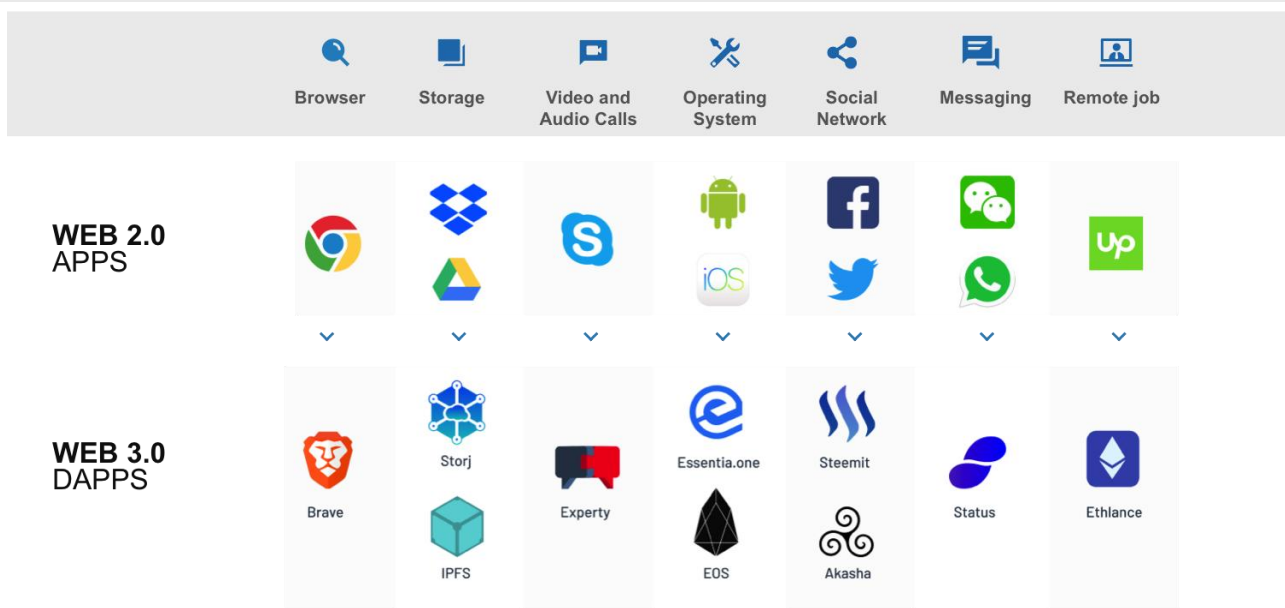 Browser
Storage
Video and
Audio Calls
Operating
System
Social
Network
Messaging
Remote job
WEB 2.0
APPS
S
iOS
f
Up
WEB 3.0
DAPPS
Brave
Storj
IPFS
Experty
Essentia.one
EOS
Steemit
Akasha
Status
Ethlance